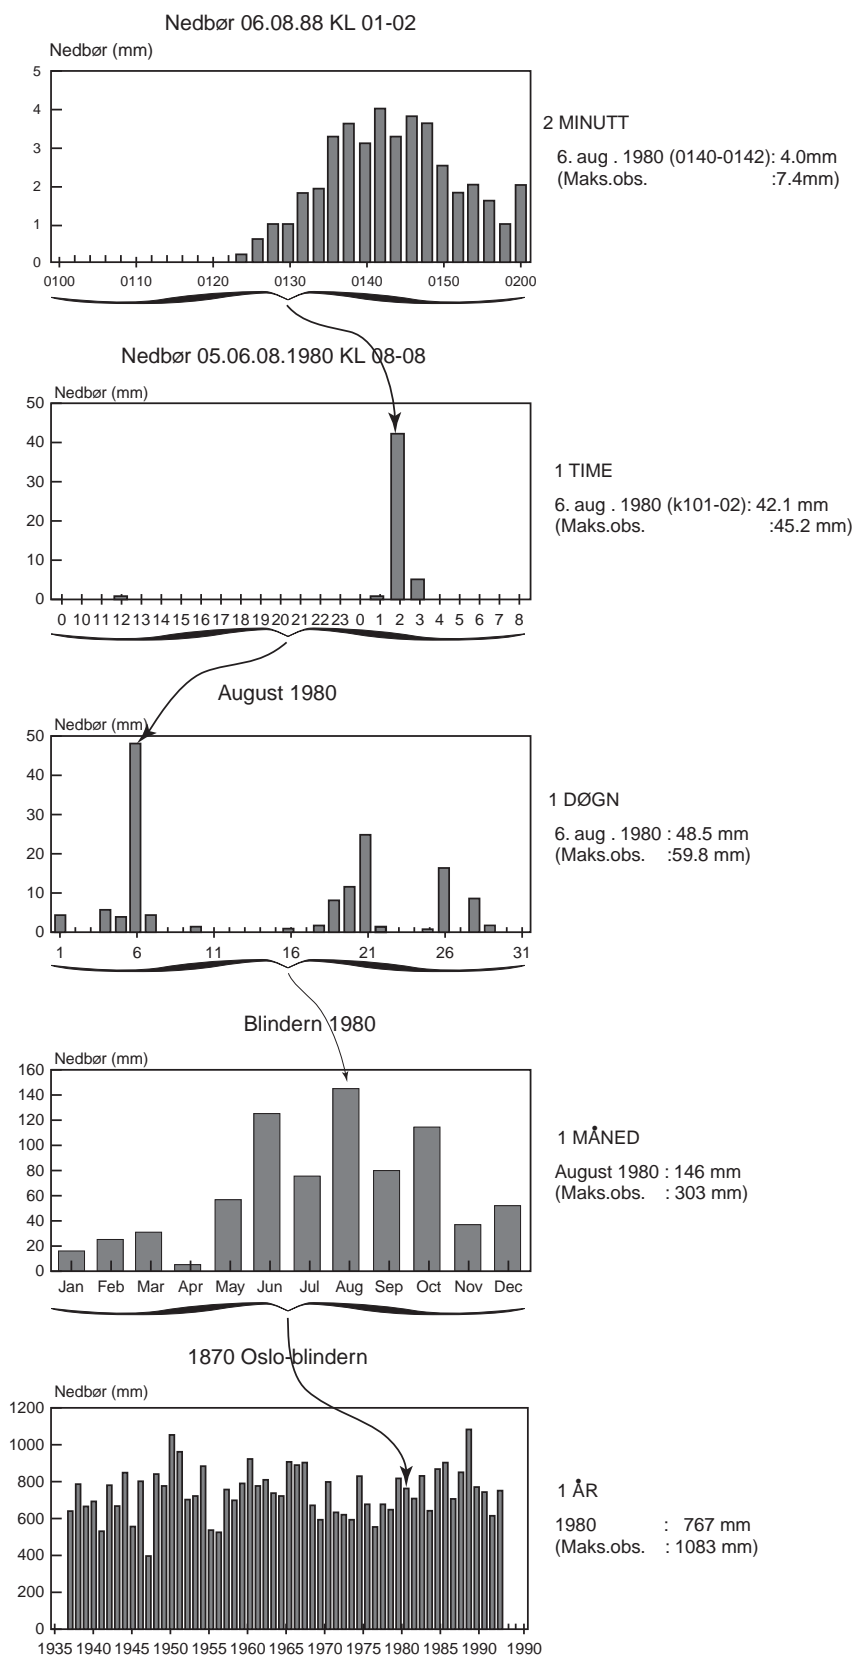 Nedbør 06.08.88 KL 01-02
Nedbør (mm)
5
4
3
2
1
0
0100 0110 0120 0130 0140 0150 0200
2 MINUTT
6. aug . 1980 (0140-0142): 4.0mm
(Maks.obs. :7.4mm)
Nedbør 05.06.08.1980 KL 08-08
Nedbør (mm)
50
40
30
20
10
0
0 10 11 12 13 14 15 16 17 18 19 20 21 22 23 0 1 2 3 4 5 6 7 8
1 TIME
6. aug . 1980 (k101-02): 42.1 mm
(Maks.obs. :45.2 mm)
August 1980
Nedbør (mm)
50
40
30
20
10
0
1 6 11 16 21 26 31
1 DØGN
6. aug . 1980 : 48.5 mm
(Maks.obs. :59.8 mm)
Blindern 1980
Nedbør (mm)
160
140
120
100
80
60
40
20
0
Jan Feb Mar Apr May Jun Jul Aug Sep Oct Nov Dec
1 MÅNED
August 1980 : 146 mm
(Maks.obs. : 303 mm)
1870 Oslo-blindern
Nedbør (mm)
1200
1000
800
600
400
200
0
1935 1940 1945 1950 1955 1960 1965 1970 1975 1980 1985 1990 1990
1 ÅR
1980 : 767 mm
(Maks.obs. : 1083 mm)